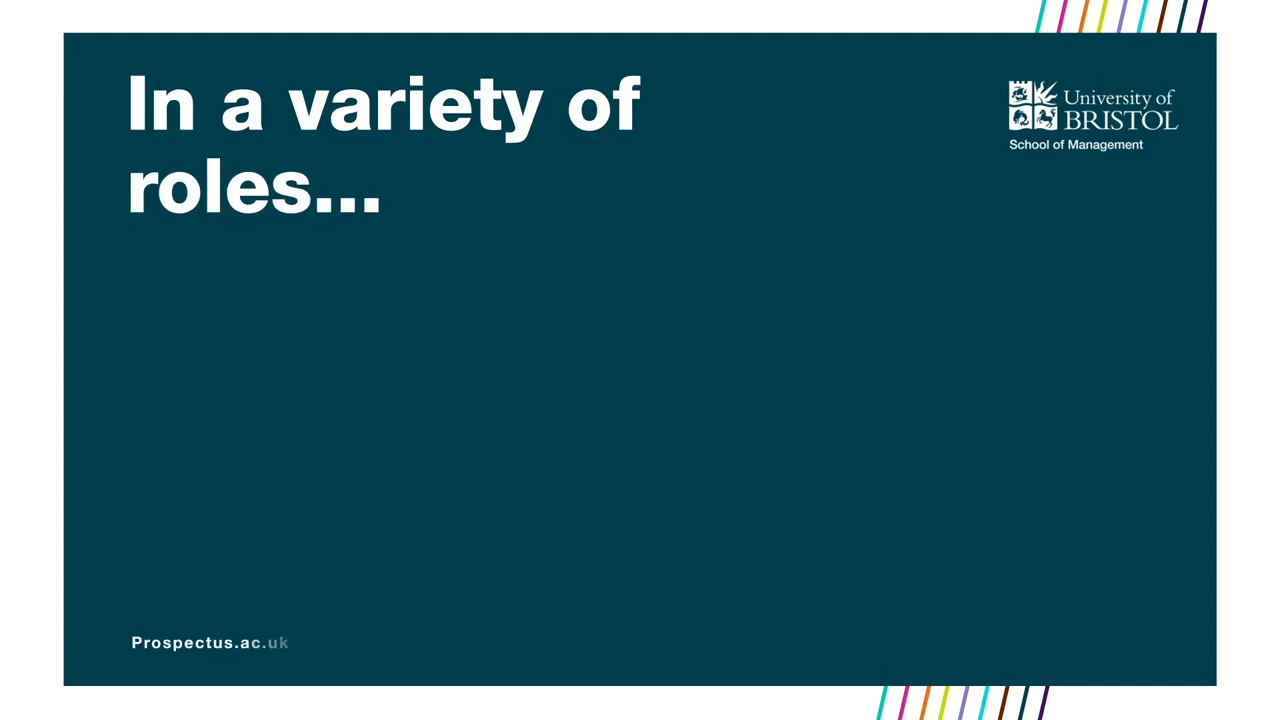 In a variety of
roles...
University of
BRISTOL
School of Management
Prospectus.ac.uk